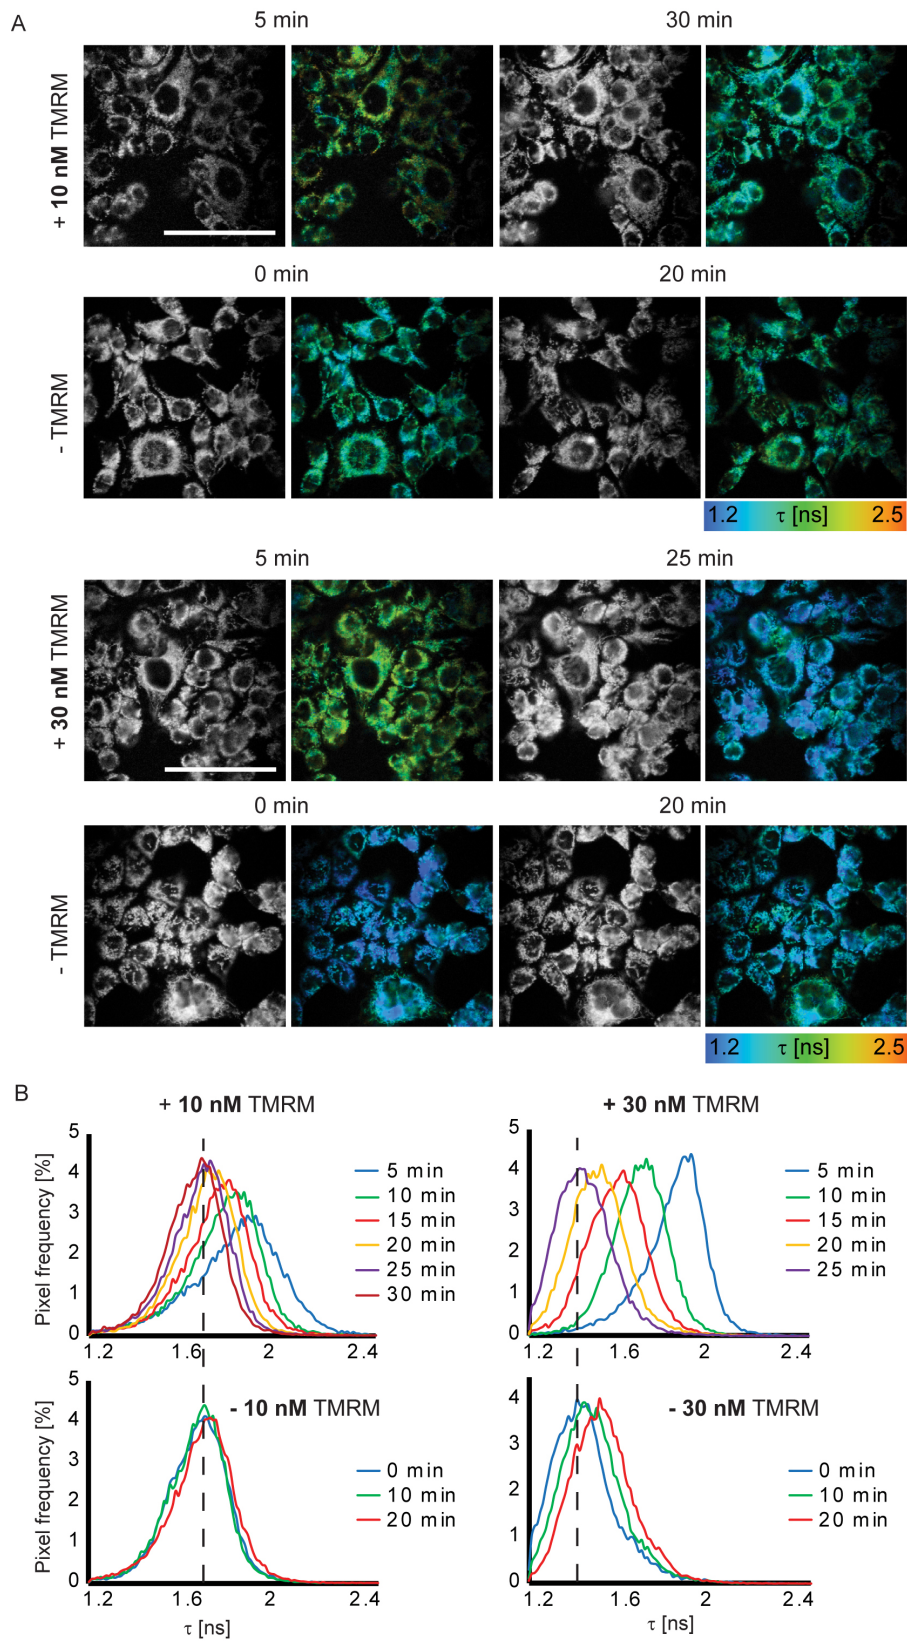 A
5 min
30 min
+ 10 nM TMRM
0 min
20 min
- TMRM
1.2 τ [ns] 2.5
5 min
25 min
+ 30 nM TMRM
0 min
20 min
- TMRM
1.2 τ [ns] 2.5
B
+ 10 nM TMRM
Pixel frequency [%]
5
4
3
2
1
0
1.2 1.6 2 2.4
5 min
10 min
15 min
20 min
25 min
30 min
+ 30 nM TMRM
5
4
3
2
1
0
1.2 1.6 2 2.4
5 min
10 min
15 min
20 min
25 min
- 10 nM TMRM
Pixel frequency [%]
5
4
3
2
1
0
1.2 1.6 2 2.4
τ [ns]
0 min
10 min
20 min
- 30 nM TMRM
4
3
2
1
0
1.2 1.6 2 2.4
τ [ns]
0 min
10 min
20 min